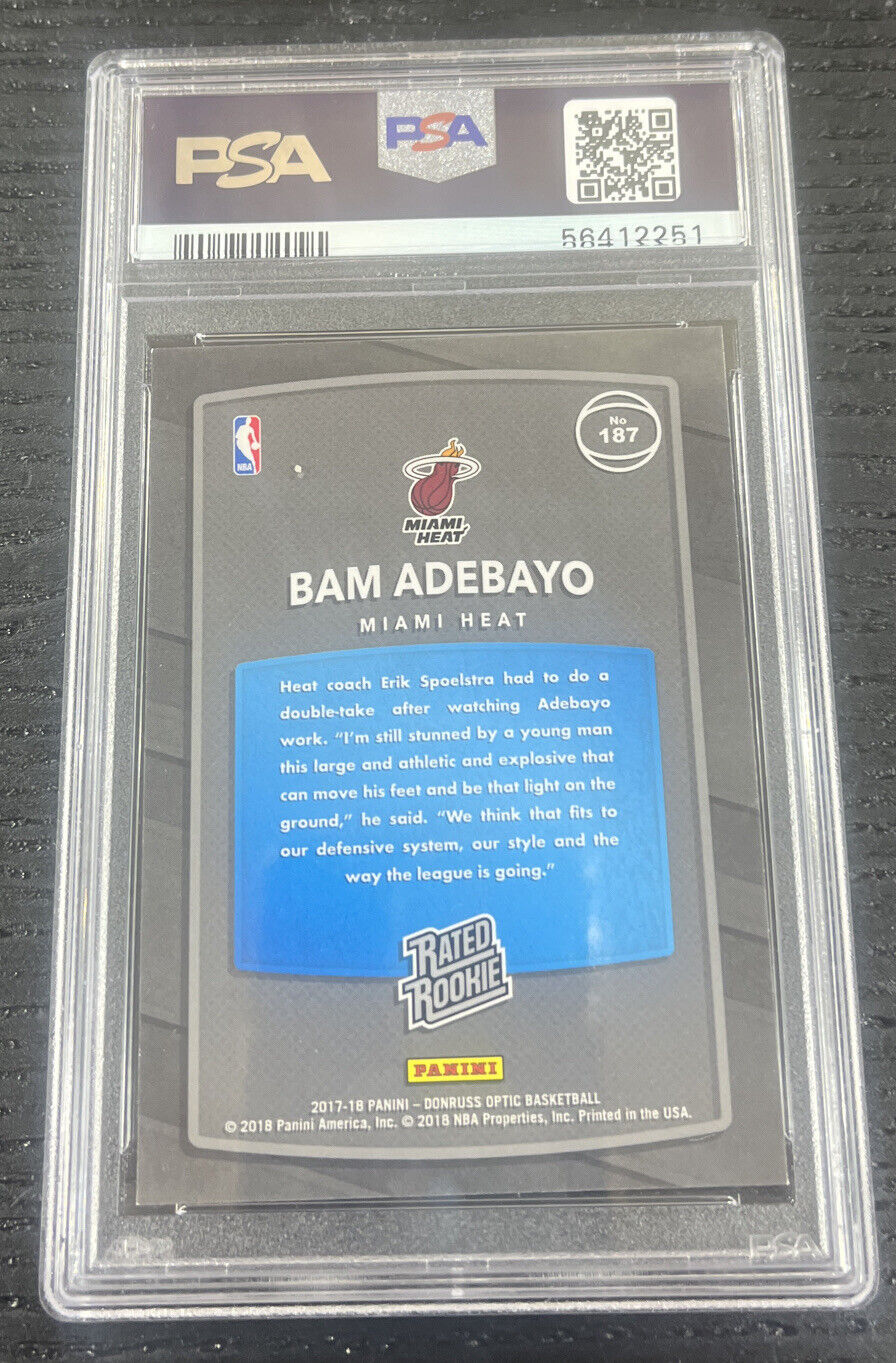 PSA
PSA
56412251
NBA
No
187
MIAMI
HEAT
BAM ADEBAYO
MIAMI HEAT
Heat coach Erik Spoelstra had to do a
double-take after watching Adebayo
work. “I’m still stunned by a young man
this large and athletic and explosive that
can move his feet and be that light on the
ground,” he said. “We think that fits to
our defensive system, our style and the
way the league is going.”
RATED
ROOKIE
PANINI
2017-18 PANINI – DONRUSS OPTIC BASKETBALL
© 2018 Panini America, Inc. © 2018 NBA Properties, Inc. Printed in the USA.
PSA